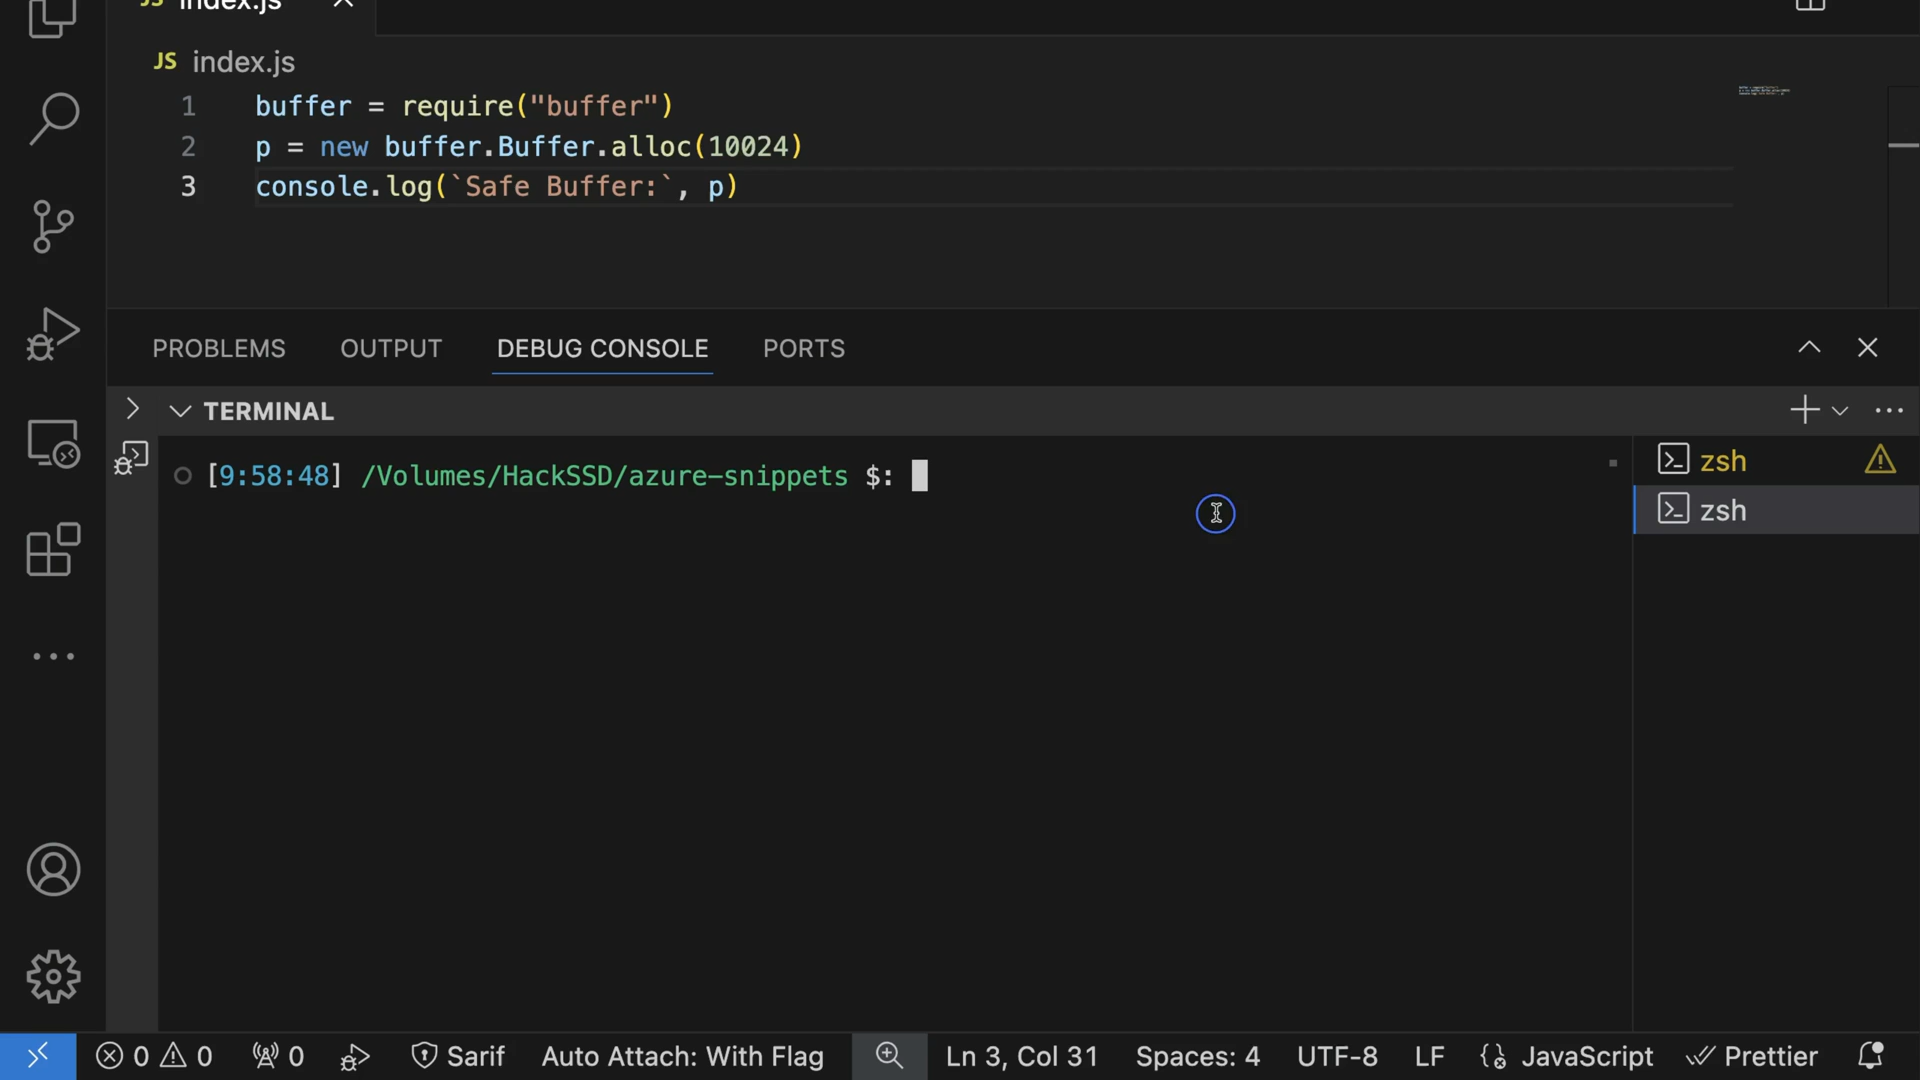 JS index.js
JS index.js
1 buffer = require("buffer")
2 p = new buffer.Buffer.alloc(10024)
3 console.log(`Safe Buffer:`, p)
PROBLEMS OUTPUT DEBUG CONSOLE PORTS
TERMINAL
[9:58:48] /Volumes/HackSSD/azure-snippets $:
zsh
zsh
0 0 0 Sarif Auto Attach: With Flag Ln 3, Col 31 Spaces: 4 UTF-8 LF JavaScript Prettier